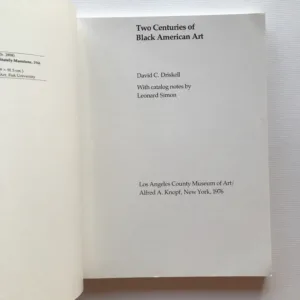 Two Centuries of
Black American Art
David C. Driskell
With catalog notes by
Leonard Simon
Los Angeles County Museum of Art/
Alfred A. Knopf, New York, 1976